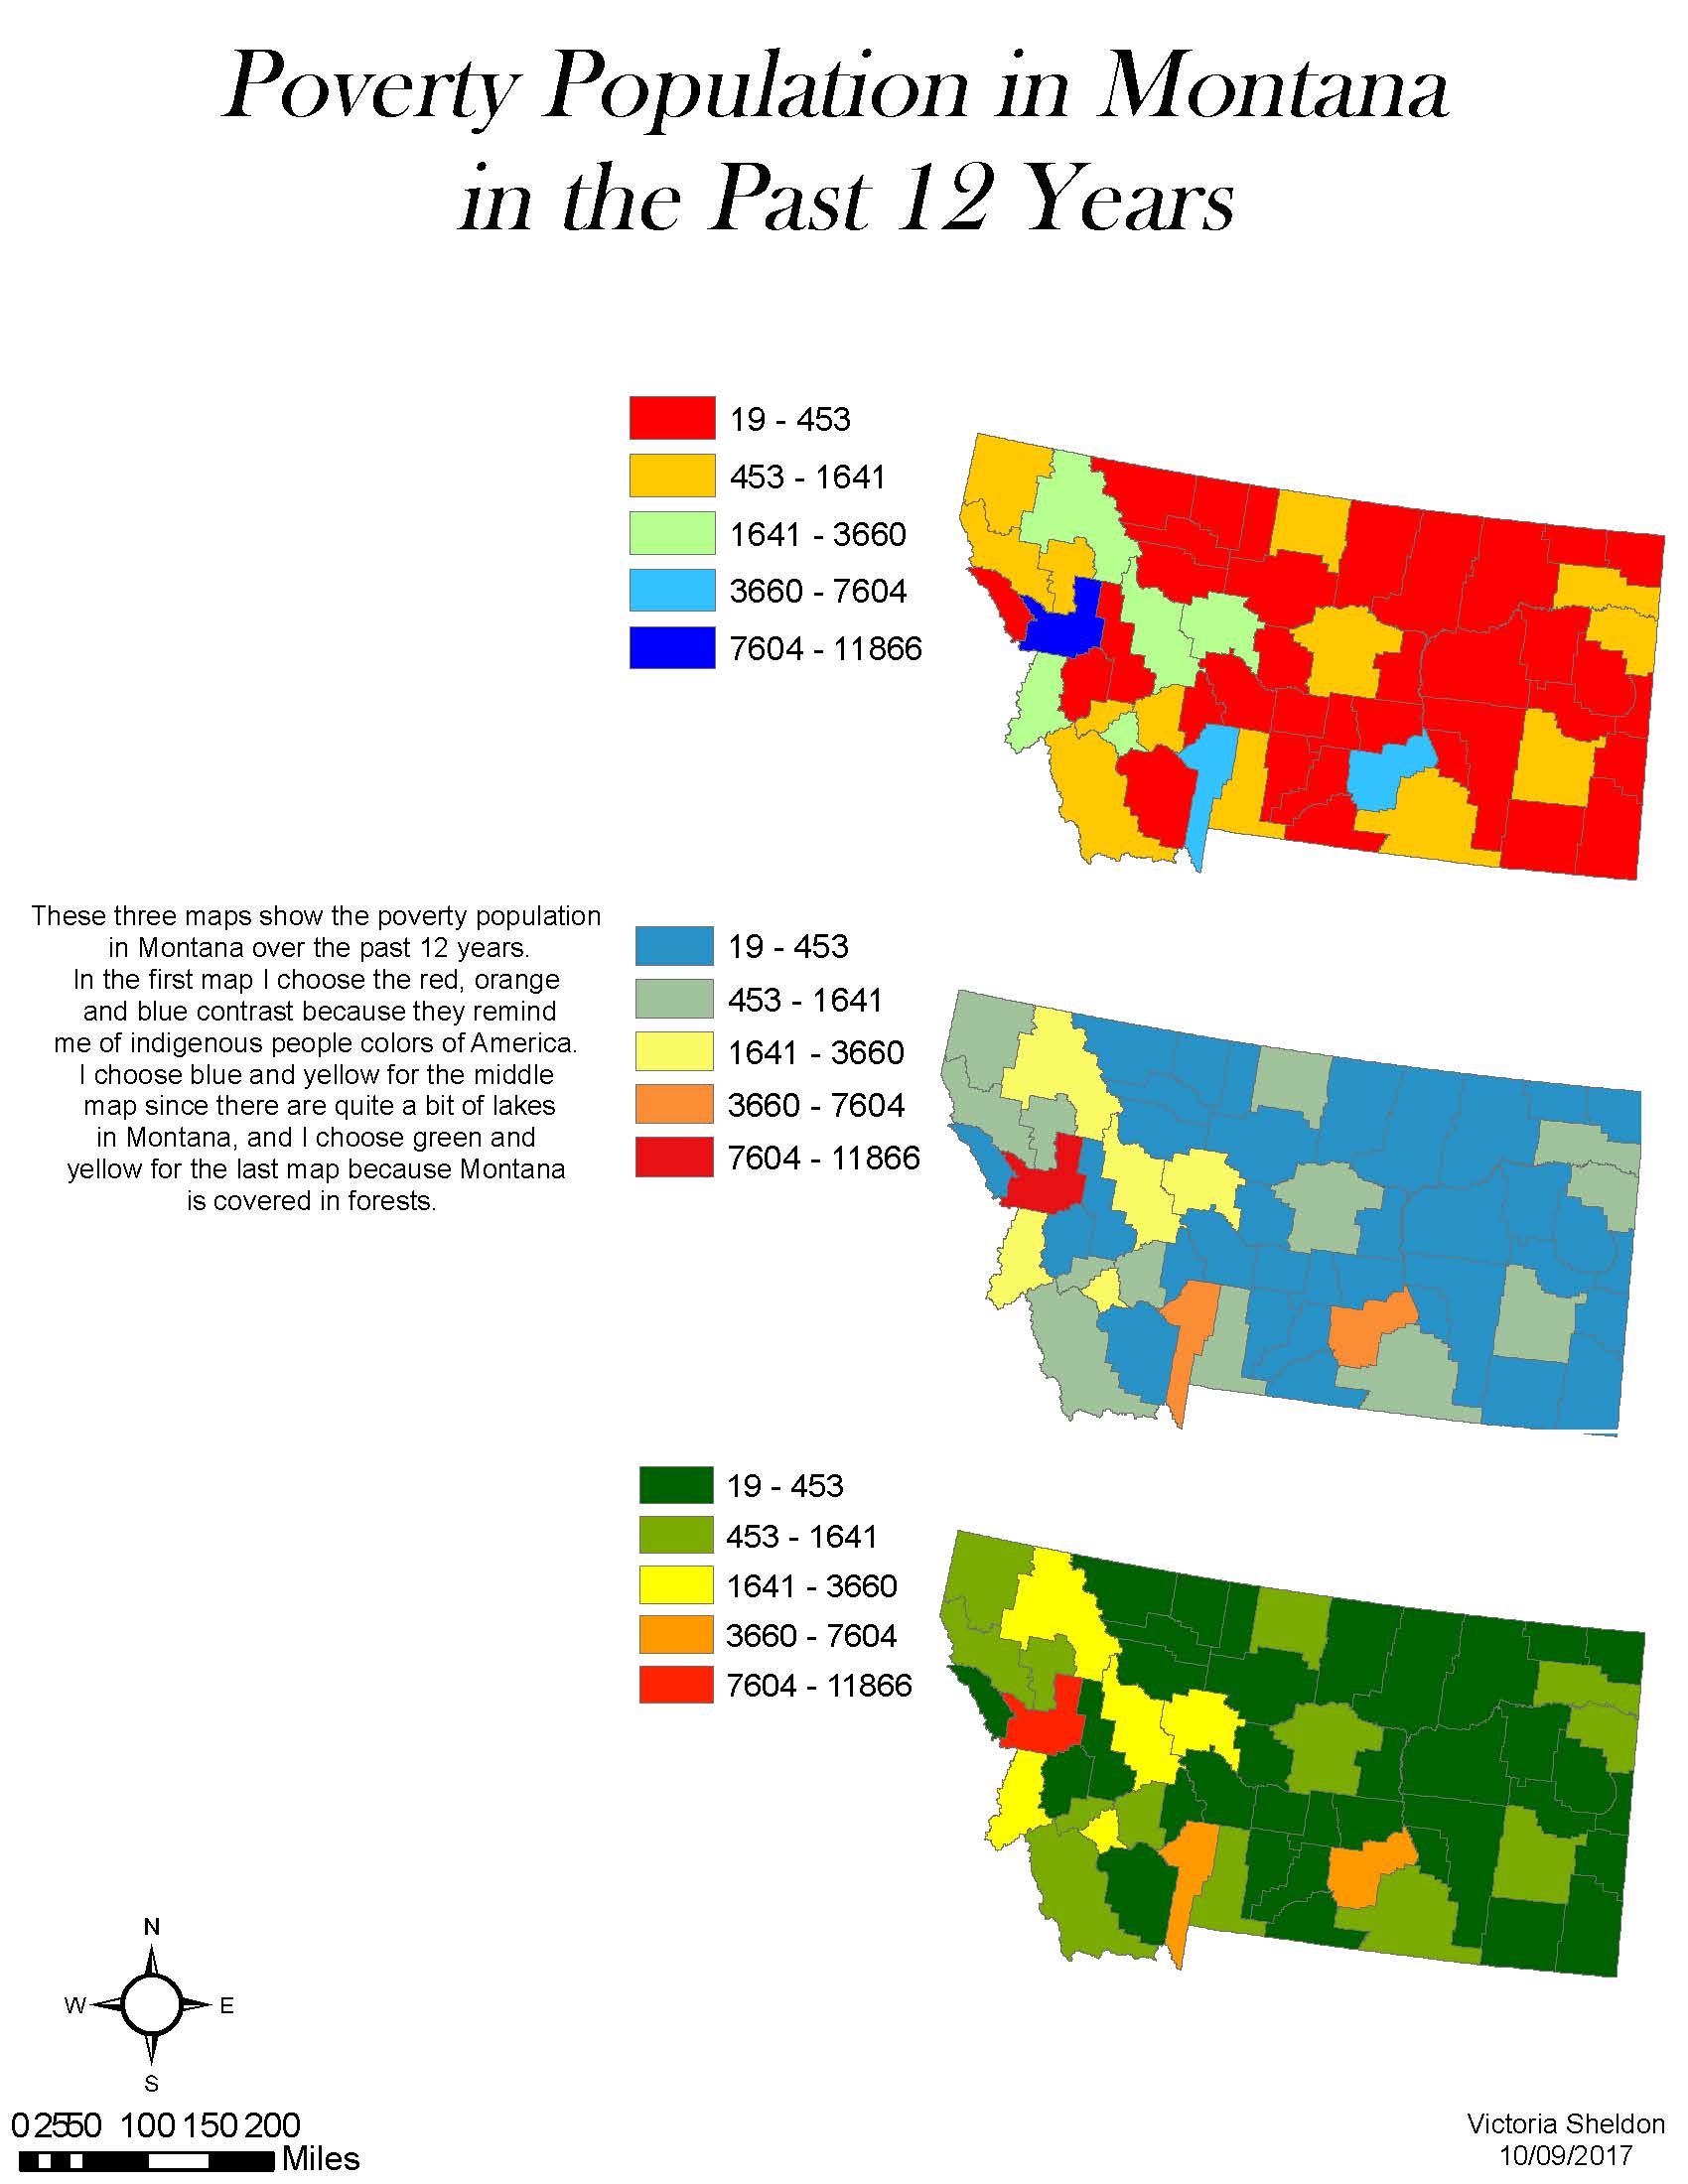 Poverty Population in Montana
in the Past 12 Years
19 - 453
453 - 1641
1641 - 3660
3660 - 7604
7604 - 11866
These three maps show the poverty population
in Montana over the past 12 years.
In the first map I choose the red, orange
and blue contrast because they remind
me of indigenous people colors of America.
I choose blue and yellow for the middle
map since there are quite a bit of lakes
in Montana, and I choose green and
yellow for the last map because Montana
is covered in forests.
19 - 453
453 - 1641
1641 - 3660
3660 - 7604
7604 - 11866
19 - 453
453 - 1641
1641 - 3660
3660 - 7604
7604 - 11866
N
W E
S
0 25 50 100 150 200
Miles
Victoria Sheldon
10/09/2017